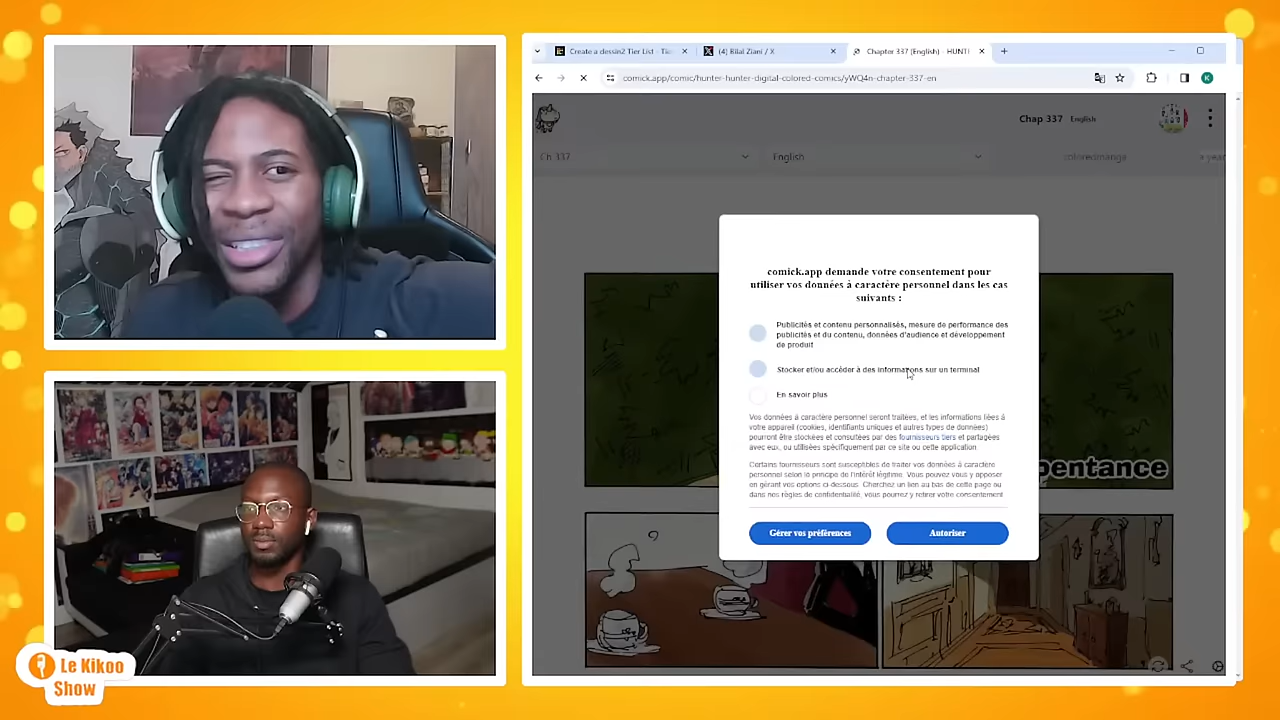 Create a dessin2 Tier List - Tie
(4) Bilal Ziani / X
Chapter 337 (English) - HUNT
comick.app/comic/hunter-hunter-digital-colored-comics/yWQ4n-chapter-337-en
K
Chap 337 English
Ch 337
English
coloredmanga
comick.app demande votre consentement pour
utiliser vos données à caractère personnel dans les cas
suivants :
Publicités et contenu personnalisés, mesure de performance des
publicités et du contenu, données d'audience et développement
de produit
Stocker et/ou accéder à des informations sur un terminal
En savoir plus
Vos données à caractère personnel seront traitées, et les informations liées à
votre appareil (cookies, identifiants uniques et autres types de données)
pourront être stockées et consultées par des fournisseurs tiers et partagées
avec eux, ou utilisées spécifiquement par ce site ou cette application
Certains fournisseurs sont susceptibles de traiter vos données à caractère
personnel selon le principe de l'intérêt légitime. Vous pouvez vous y opposer
en gérant vos options ci-dessous. Cherchez un lien au bas de cette page ou
dans nos règles de confidentialité, vous pourrez y retirer votre consentement
Gérer vos préférences
Autoriser
pentance
Le Kikoo
Show